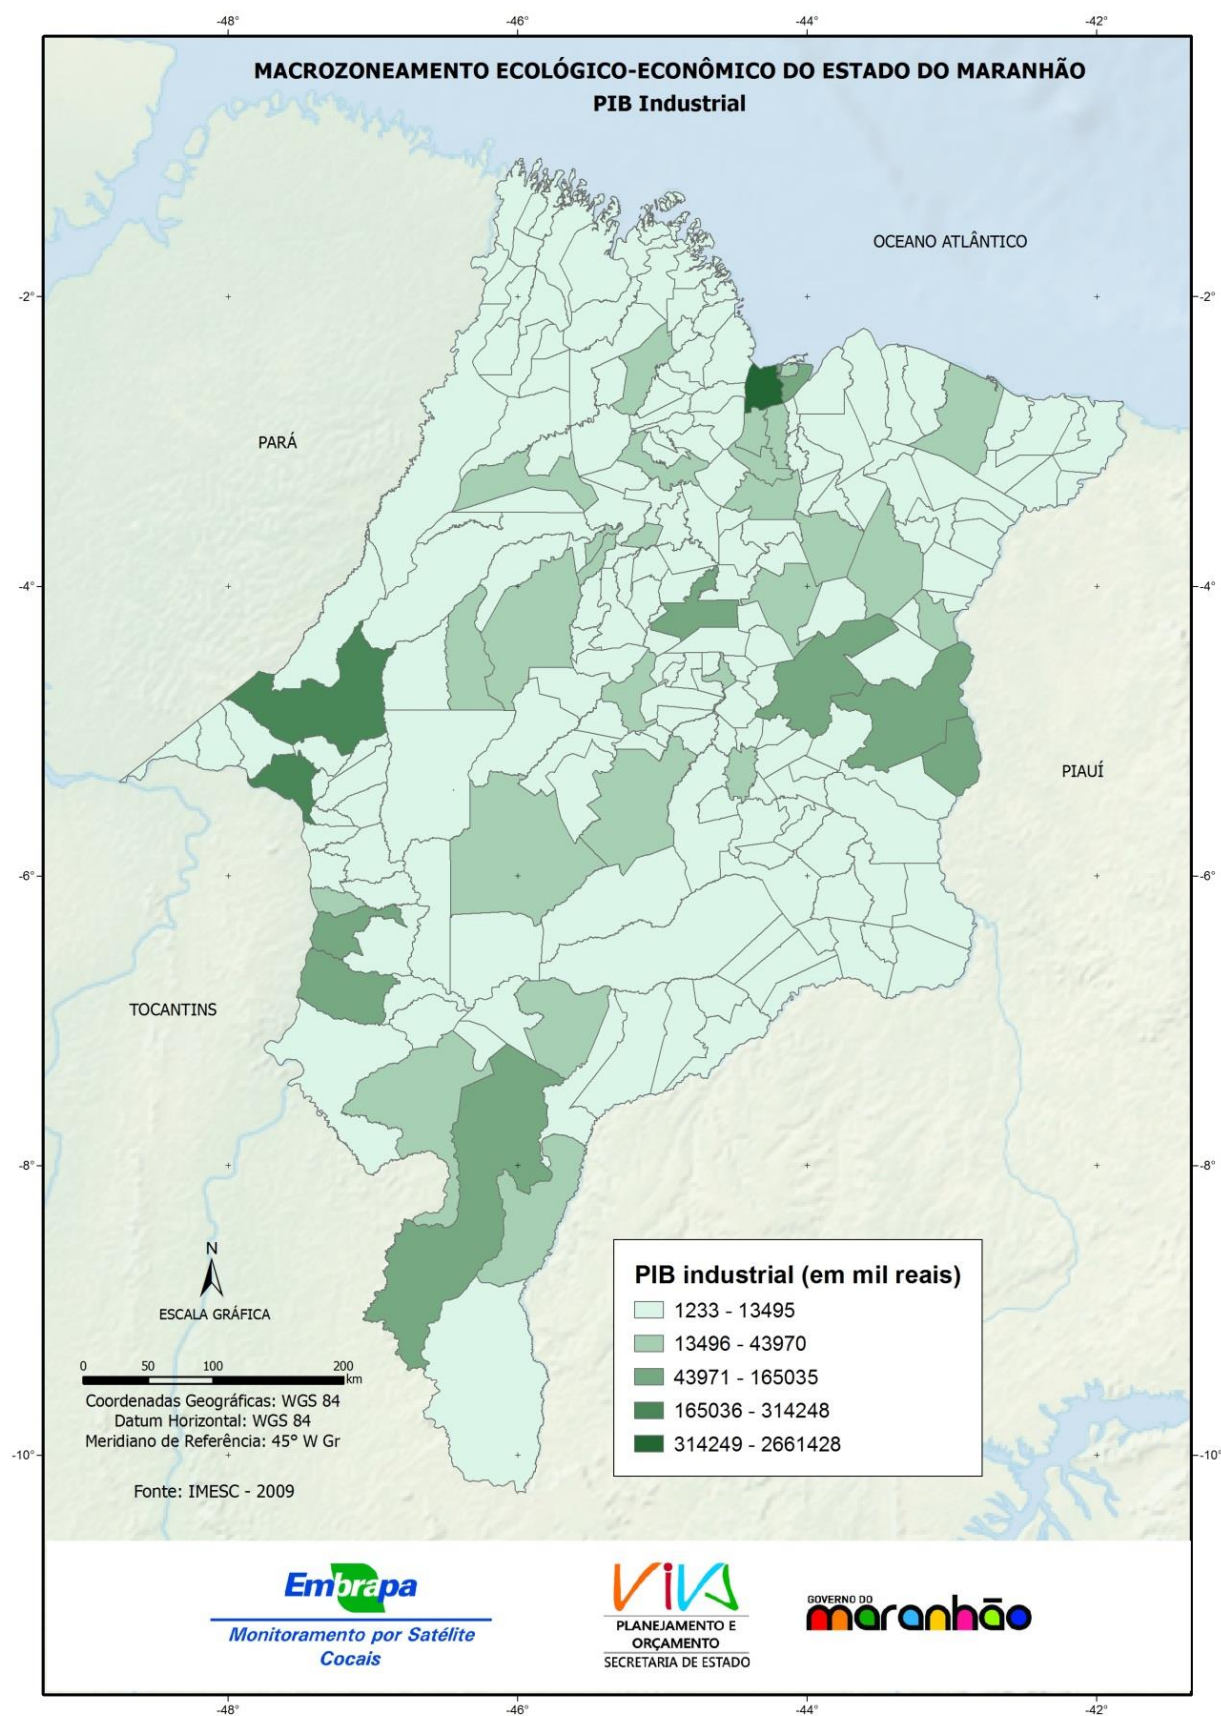 -48°
-46°
-44°
-42°
MACROZONEAMENTO ECOLÓGICO-ECONÔMICO DO ESTADO DO MARANHÃO
PIB Industrial
OCEANO ATLÂNTICO
-2°
-2°
PARÁ
-4°
-4°
PIAUÍ
-6°
-6°
TOCANTINS
-8°
-8°
N
ESCALA GRÁFICA
0 50 100 200
km
Coordenadas Geográficas: WGS 84
Datum Horizontal: WGS 84
Meridiano de Referência: 45° W Gr
Fonte: IMESC - 2009
PIB industrial (em mil reais)
1233 - 13495
13496 - 43970
43971 - 165035
165036 - 314248
314249 - 2661428
-10°
-10°
Embrapa
Monitoramento por Satélite
Cocais
VIVA
PLANEJAMENTO E
ORÇAMENTO
SECRETARIA DE ESTADO
GOVERNO DO
maranhão
-48°
-46°
-44°
-42°